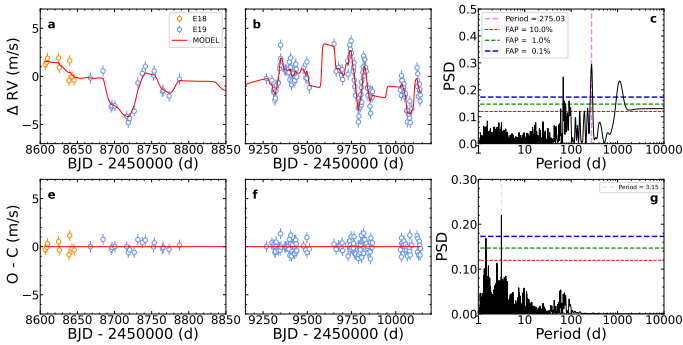 a
E18
E19
MODEL
5
0
−5
Δ RV (m/s)
8600 8650 8700 8750 8800 8850
BJD - 2450000 (d)
b
9250 9500 9750 10000
BJD - 2450000 (d)
c
Period = 275.03
FAP = 10.0%
FAP = 1.0%
FAP = 0.1%
0.5
0.4
0.3
0.2
0.1
0.0
PSD
1 10 100 1000 10000
Period (d)
e
5
0
−5
O - C (m/s)
8600 8650 8700 8750 8800 8850
BJD - 2450000 (d)
f
9250 9500 9750 10000
BJD - 2450000 (d)
g
Period = 3.15
0.30
0.20
0.10
0.00
PSD
1 10 100 1000 10000
Period (d)